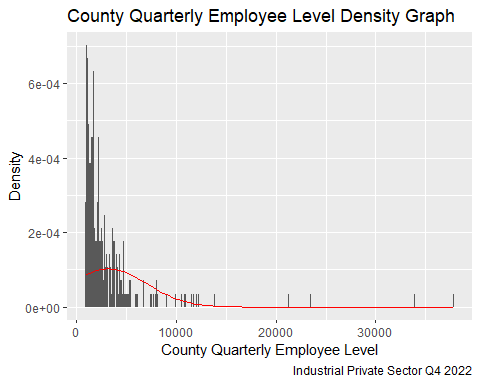 County Quarterly Employee Level Density Graph
6e-04
4e-04
2e-04
0e+00
Density
0 10000 20000 30000
County Quarterly Employee Level
Industrial Private Sector Q4 2022